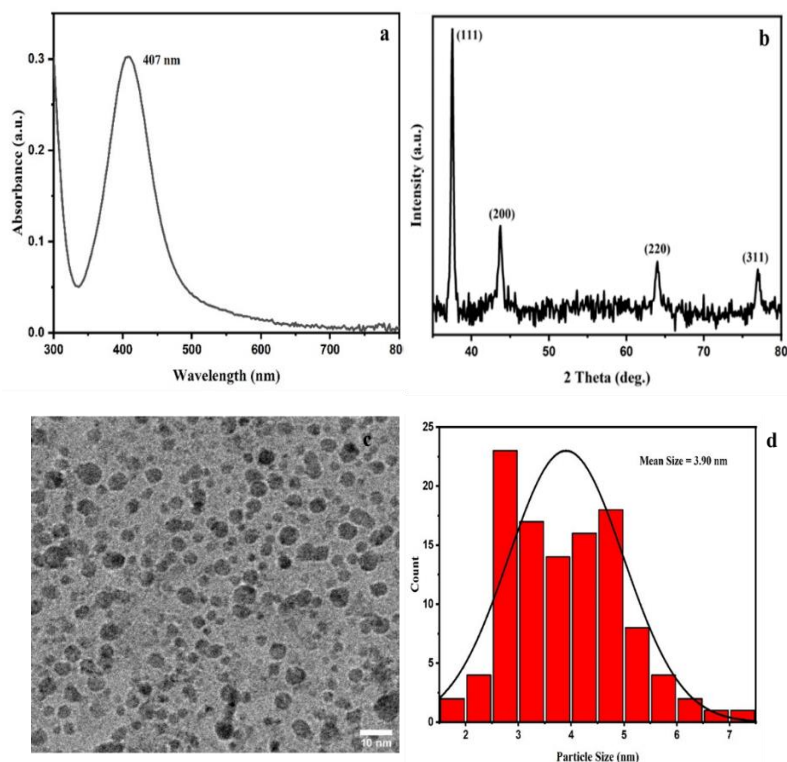 a
407 nm
0.3
0.2
0.1
0.0
Absorbance (a.u.)
300 400 500 600 700 80
Wavelength (nm)
b
(111)
(200)
(220)
(311)
Intensity (a.u.)
40 50 60 70 80
2 Theta (deg.)
c
10 nm
d
Mean Size = 3.90 nm
25
20
15
10
5
0
Count
2 3 4 5 6 7
Particle Size (nm)